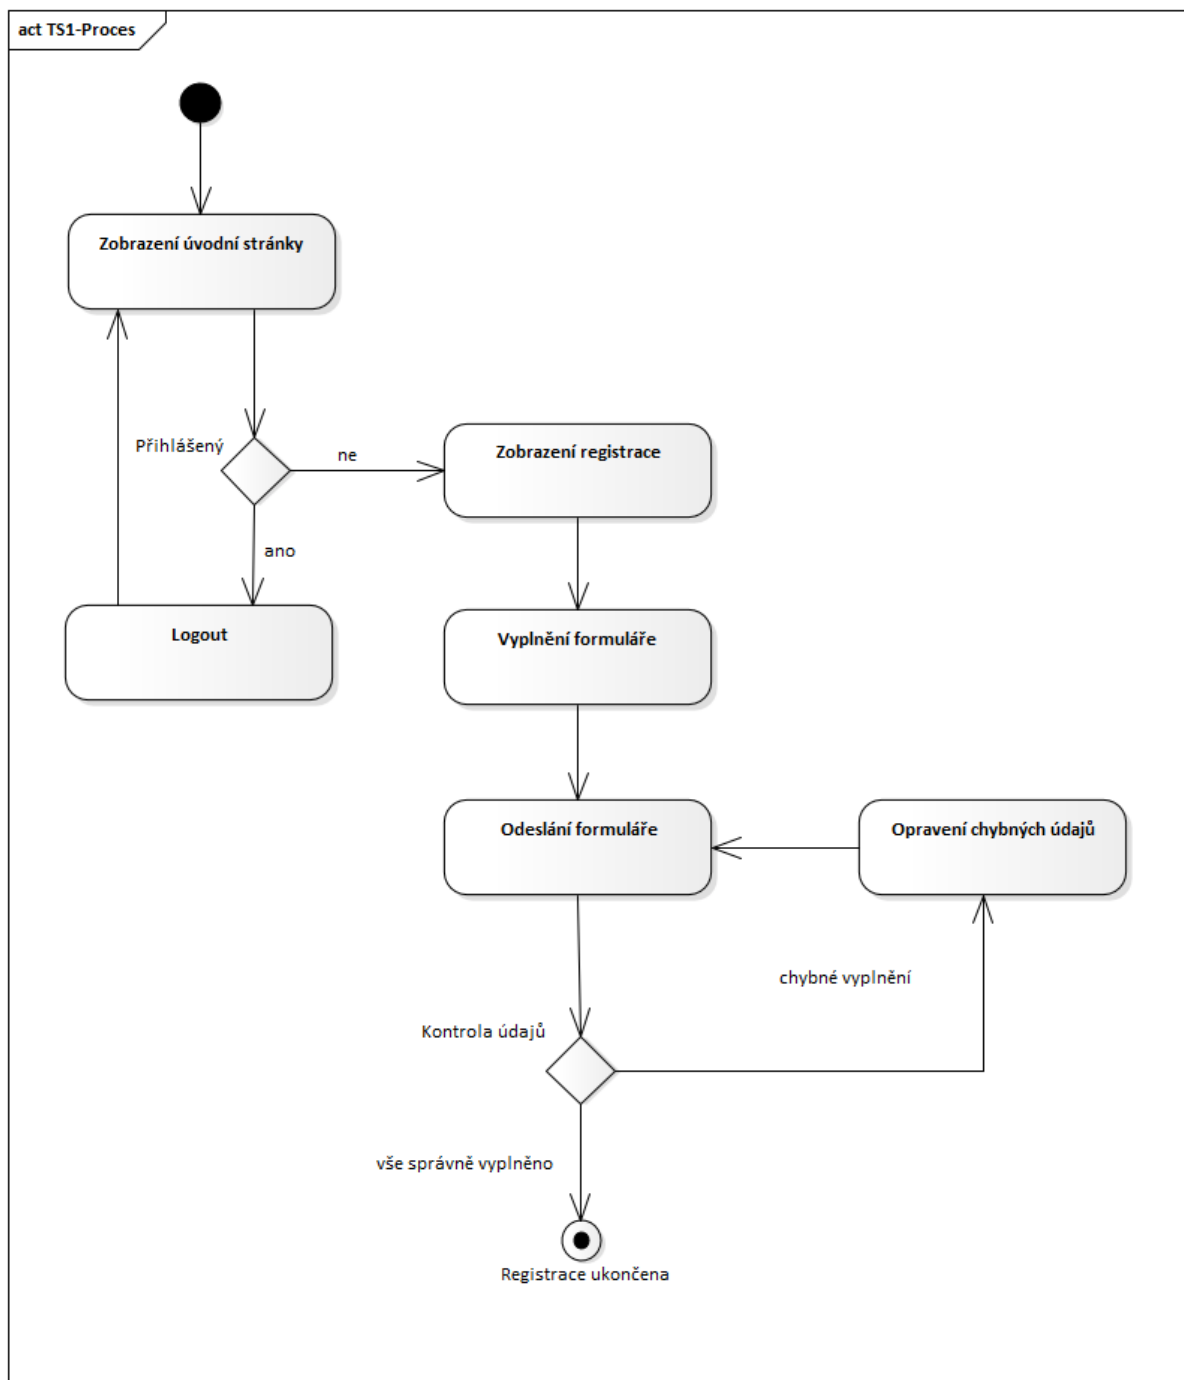 act TS1-Proces
Zobrazení úvodní stránky
Přihlášený
ne
Zobrazení registrace
ano
Logout
Vyplnění formuláře
Odeslání formuláře
Opravení chybných údajů
chybné vyplnění
Kontrola údajů
vše správně vyplněno
Registrace ukončena